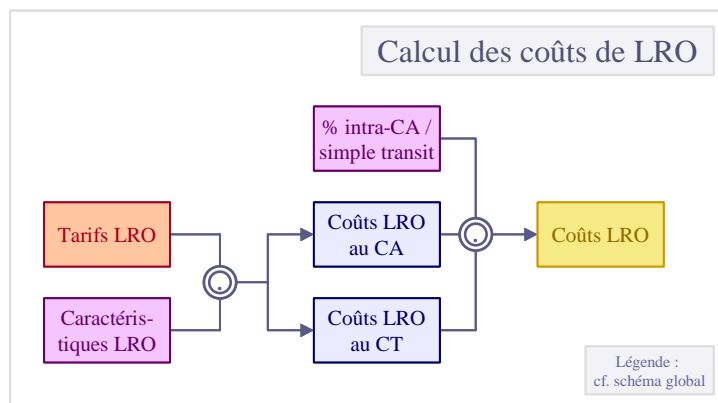 Calcul des coûts de LRO
% intra-CA /
simple transit
Tarifs LRO
Coûts LRO
au CA
Coûts LRO
Caractéris-
tiques LRO
Coûts LRO
au CT
Légende :
cf. schéma global